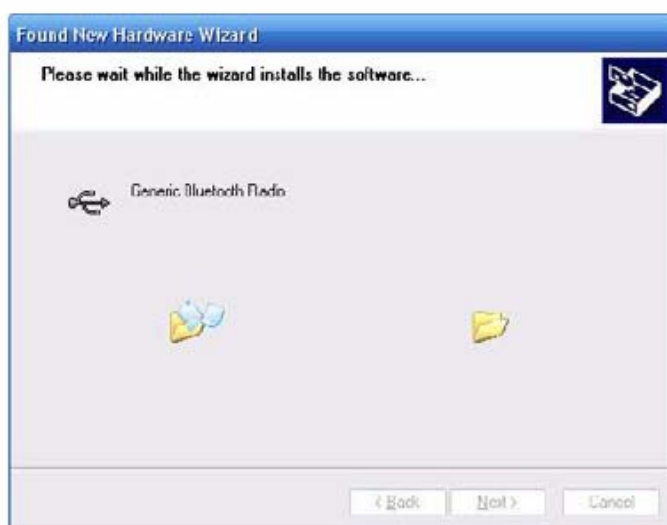 Found New Hardware Wizard
Please wait while the wizard installs the software...
Generic Bluetooth Radio
< Back
Next >
Cancel